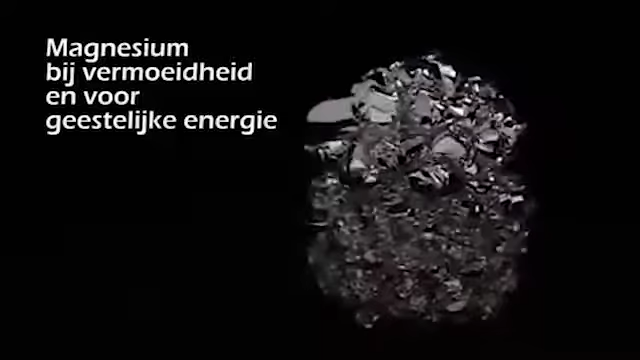 Magnesium
bij vermoeidheid
en voor
geestelijke energie